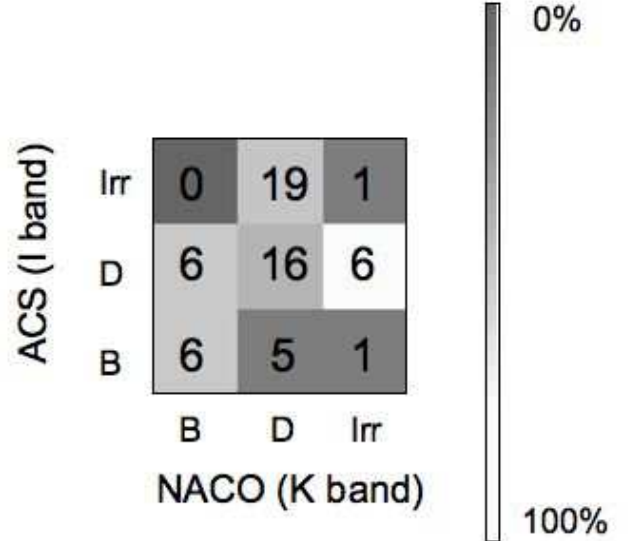 0%
Irr 0 19 1
D 6 16 6
B 6 5 1
B D Irr
ACS (I band)
NACO (K band)
100%